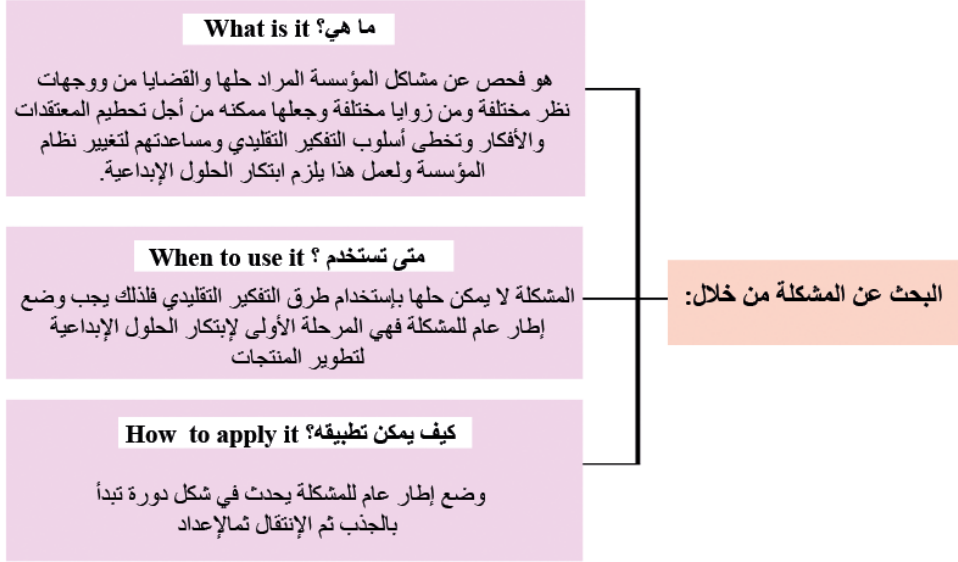 البحث عن المشكلة من خلال:
ما هي؟ What is it
هو فحص عن مشاكل المؤسسة المراد حلها والقضايا من ووجهات
نظر مختلفة ومن زوايا مختلفة وجعلها ممكنه من أجل تحطيم المعتقدات
والأفكار وتخطى أسلوب التفكير التقليدي ومساعدتهم لتغيير نظام
المؤسسة ولعمل هذا يلزم ابتكار الحلول الإبداعية.
متى تستخدم ؟ When to use it
المشكلة لا يمكن حلها بإستخدام طرق التفكير التقليدي فلذلك يجب وضع
إطار عام للمشكلة فهي المرحلة الأولى لإبتكار الحلول الإبداعية
لتطوير المنتجات
كيف يمكن تطبيقه؟ How to apply it
وضع إطار عام للمشكلة يحدث في شكل دورة تبدأ
بالجذب ثم الإنتقال ثمالإعداد